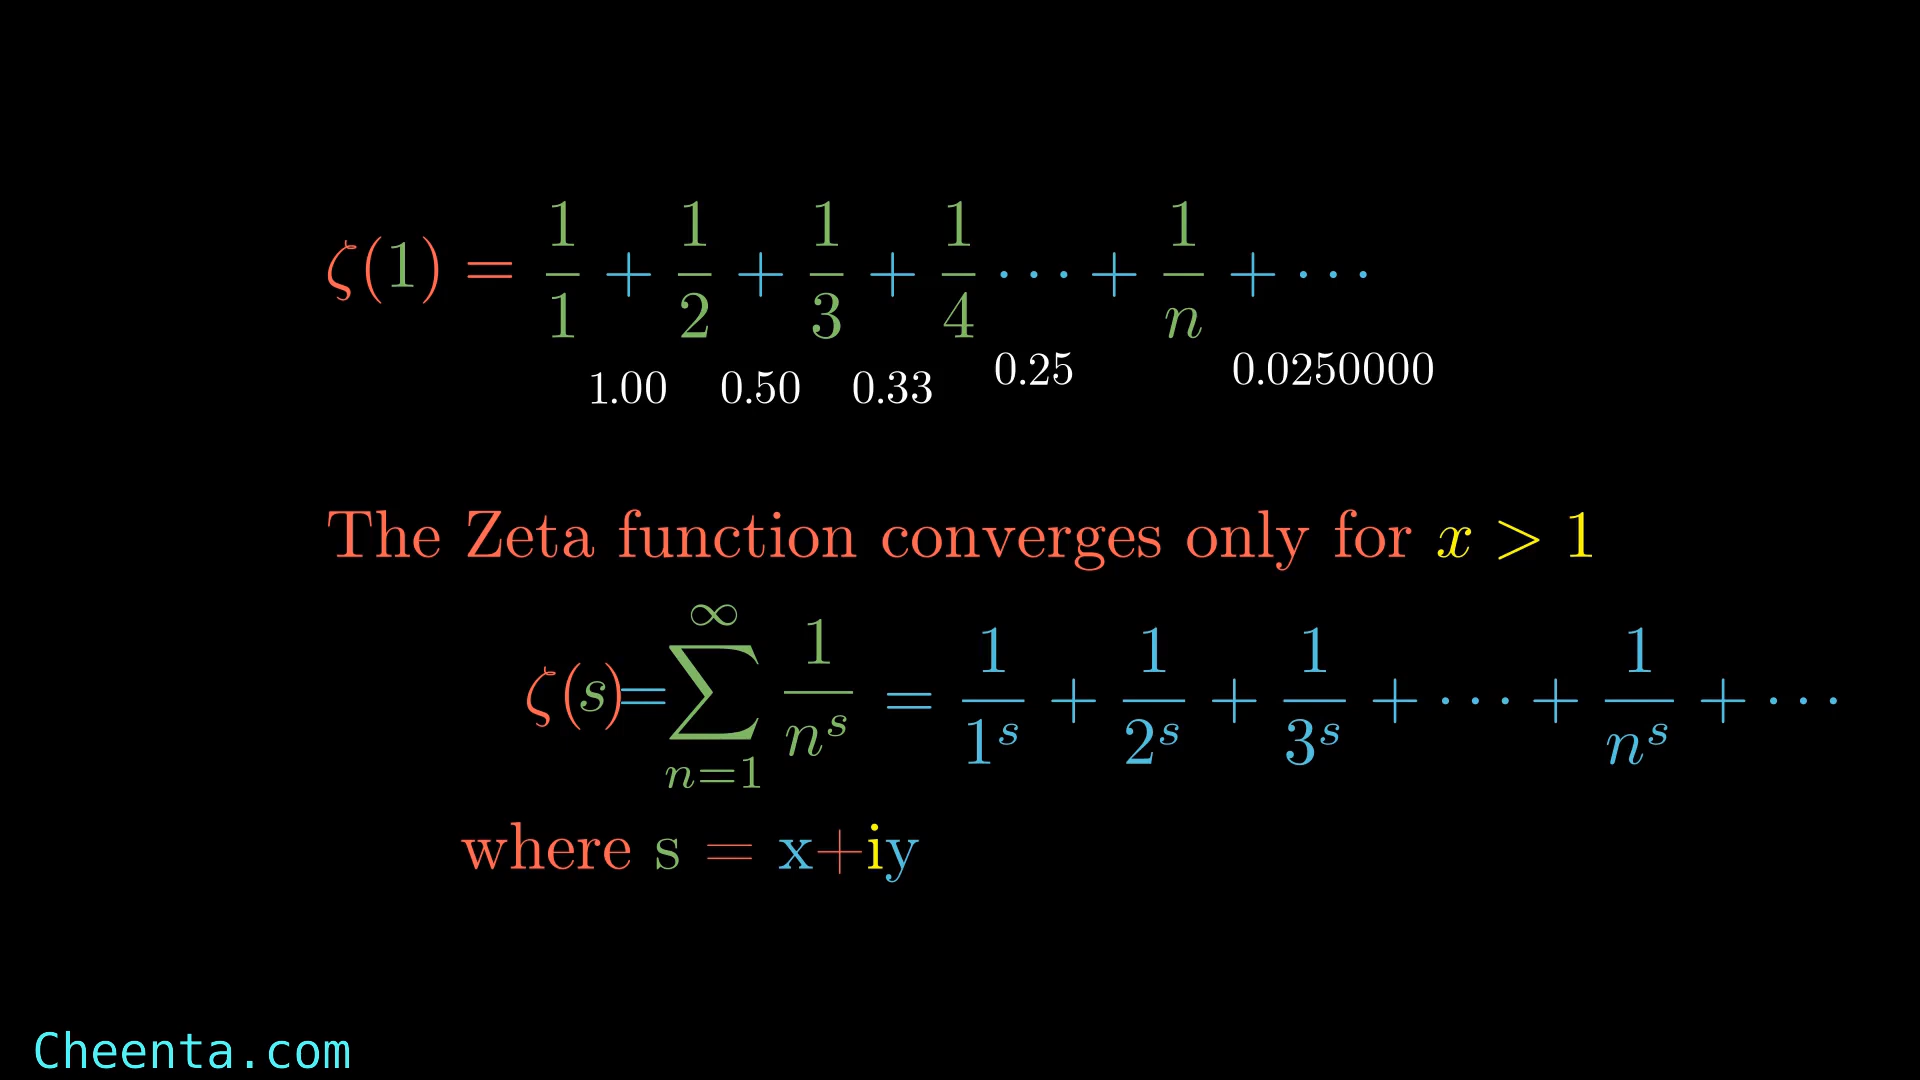 ζ(1) = 1/1 + 1/2 + 1/3 + 1/4 ··· + 1/n + ···
1.00 0.50 0.33 0.25 0.0250000
The Zeta function converges only for x > 1
ζ(s) = ∑_{n=1}^{∞} 1/n^s = 1/1^s + 1/2^s + 1/3^s + ··· + 1/n^s + ···
where s = x+iy
Cheenta.com